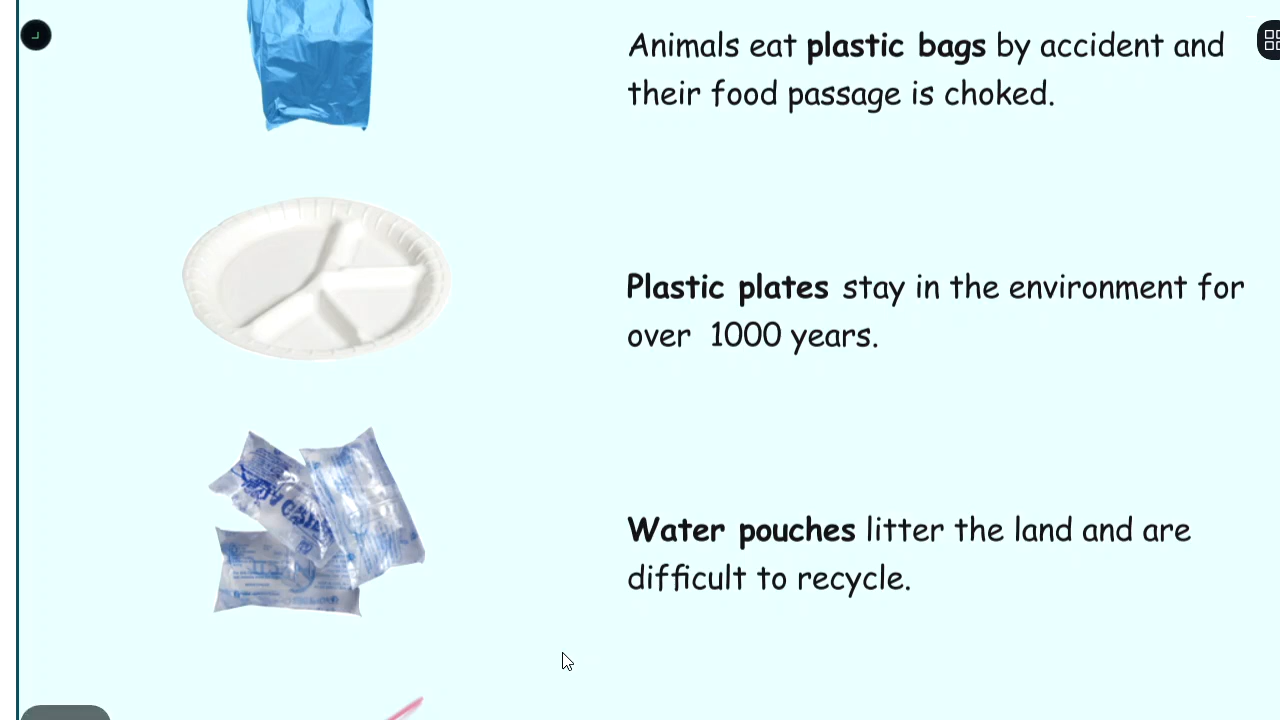 Animals eat plastic bags by accident and
their food passage is choked.
Plastic plates stay in the environment for
over 1000 years.
Water pouches litter the land and are
difficult to recycle.